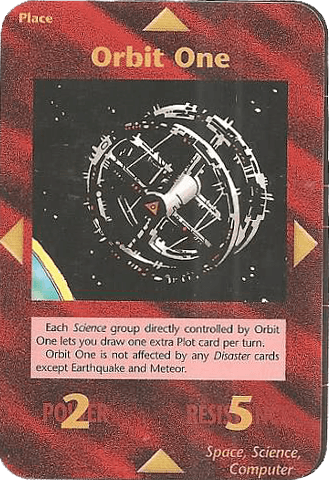 Place
Orbit One
Each Science group directly controlled by Orbit
One lets you draw one extra Plot card per turn.
Orbit One is not affected by any Disaster cards
except Earthquake and Meteor.
POWER RESISTANCE
2 5
Space, Science,
Computer